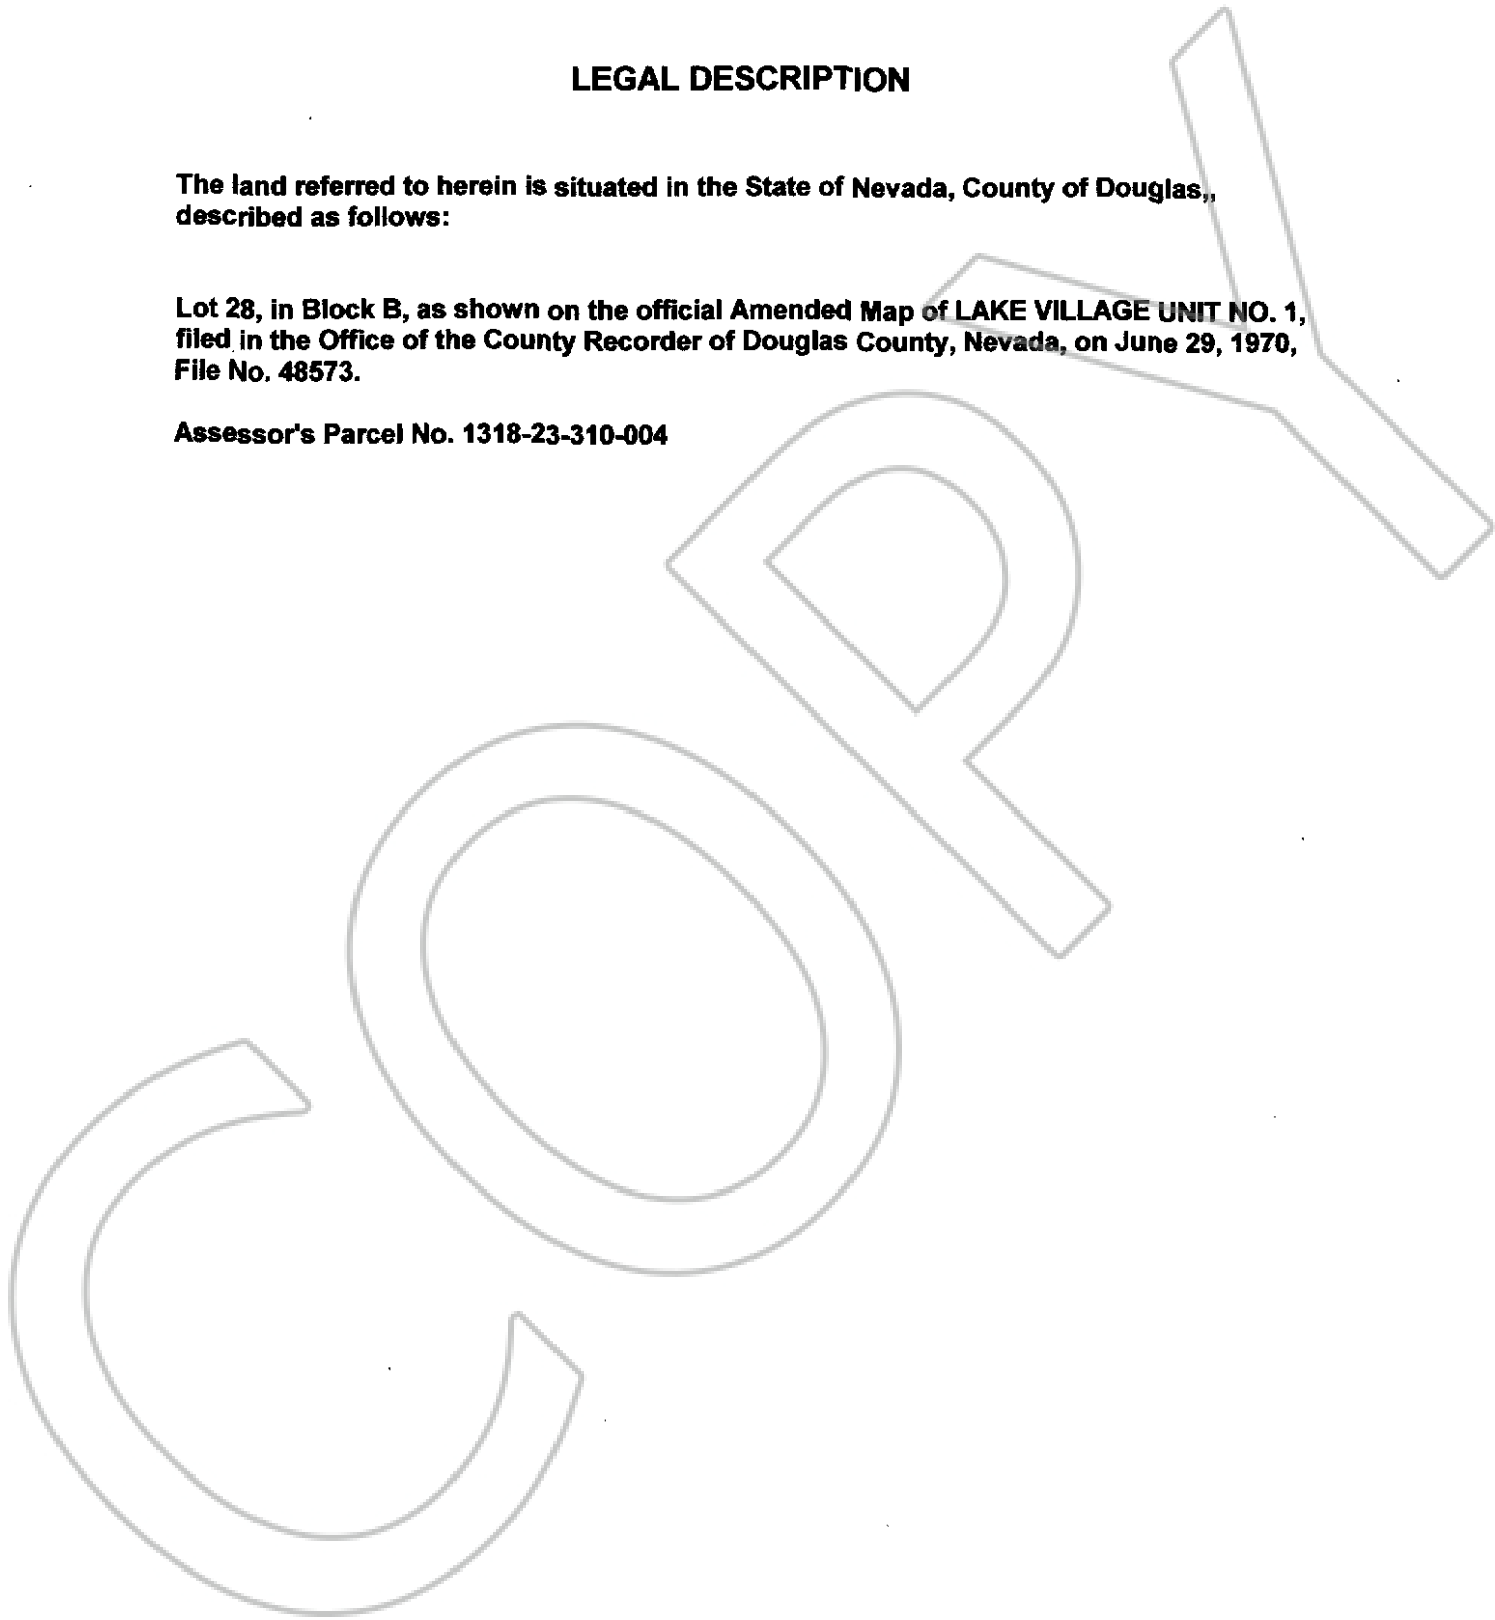 LEGAL DESCRIPTION
The land referred to herein is situated in the State of Nevada, County of Douglas,,
described as follows:
Lot 28, in Block B, as shown on the official Amended Map of LAKE VILLAGE UNIT NO. 1,
filed in the Office of the County Recorder of Douglas County, Nevada, on June 29, 1970,
File No. 48573.
Assessor's Parcel No. 1318-23-310-004
COPY